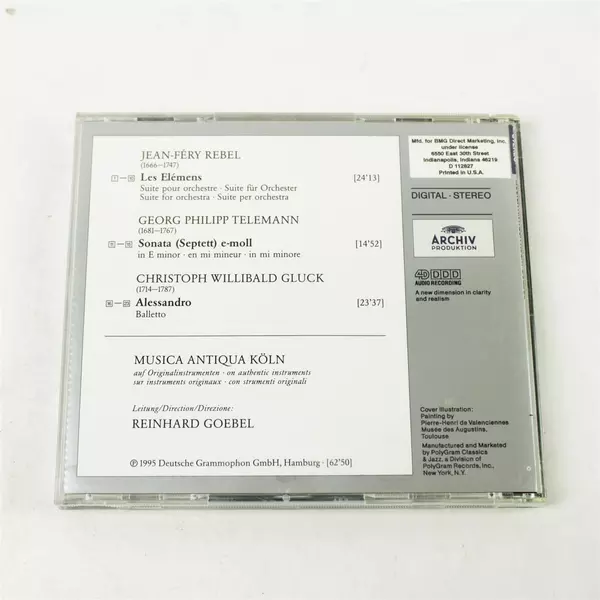 JEAN-FÉRY REBEL
(1666–1747)
Les Elémens [24'13]
Suite pour orchestre · Suite für Orchester
Suite for orchestra · Suite per orchestra
GEORG PHILIPP TELEMANN
(1681–1767)
Sonata (Septett) e-moll [14'52]
in E minor · en mi mineur · in mi minore
CHRISTOPH WILLIBALD GLUCK
(1714–1787)
Alessandro [23'37]
Balletto
MUSICA ANTIQUA KÖLN
auf Originalinstrumenten · on authentic instruments
sur instruments originaux · con strumenti originali
Leitung/Direction/Direzione:
REINHARD GOEBEL
℗ 1995 Deutsche Grammophon GmbH, Hamburg · [62'50]
Mfd. for BMG Direct Marketing, Inc.
under license
6550 East 30th Street
Indianapolis, Indiana 46219
D 112827
Printed in U.S.A.
DIGITAL · STEREO
ARCHIV
PRODUKTION
4D DDD
AUDIO RECORDING
A new dimension in clarity
and realism
Cover Illustration:
Painting by
Pierre-Henri de Valenciennes
Musée des Augustins,
Toulouse
Manufactured and Marketed
by PolyGram Classics
& Jazz, a Division of
PolyGram Records, Inc.,
New York, N.Y.
6